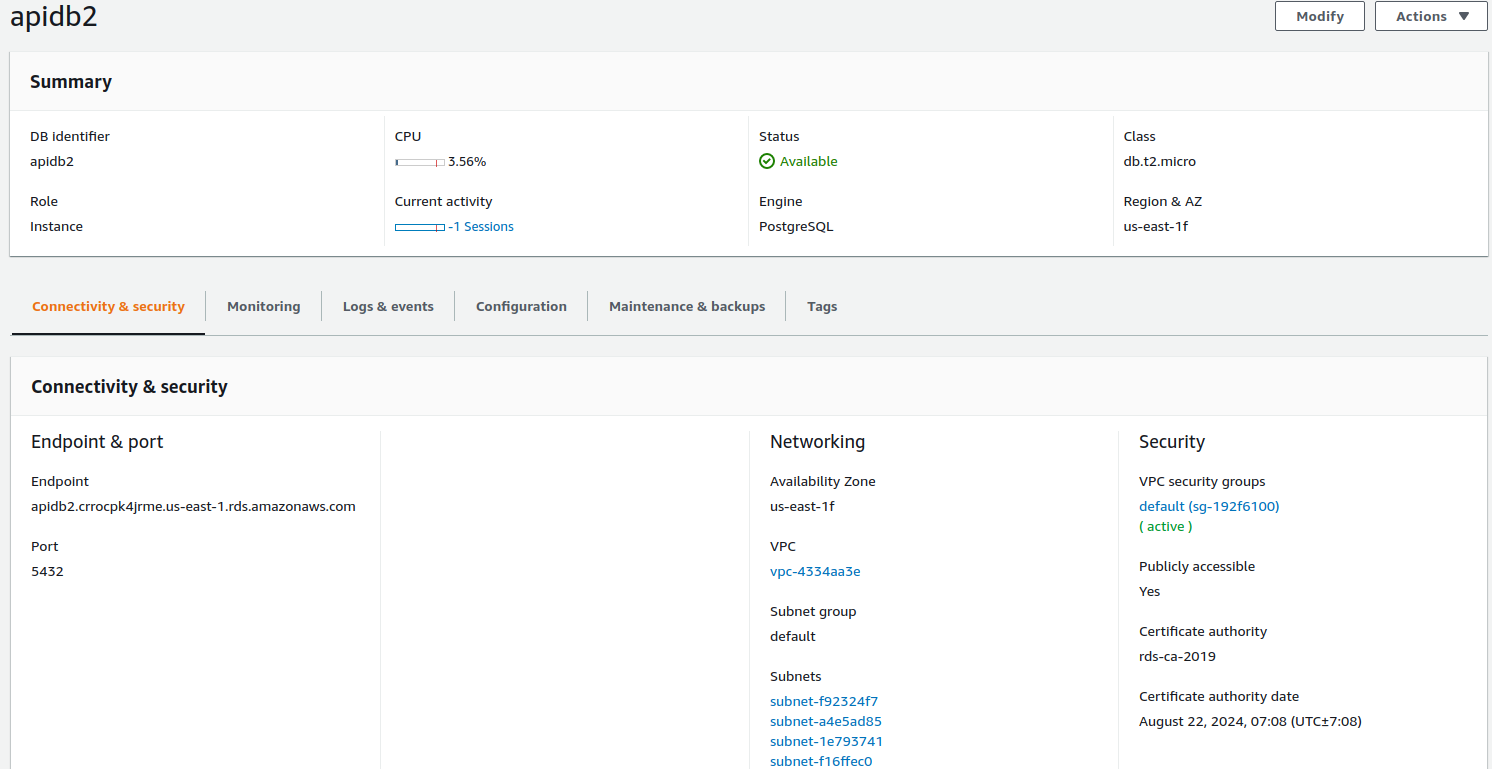 apidb2
Modify
Actions
Summary
DB identifier
apidb2
CPU
3.56%
Status
Available
Class
db.t2.micro
Role
Instance
Current activity
-1 Sessions
Engine
PostgreSQL
Region & AZ
us-east-1f
Connectivity & security
Monitoring
Logs & events
Configuration
Maintenance & backups
Tags
Connectivity & security
Endpoint & port
Endpoint
apidb2.crrocpk4jrme.us-east-1.rds.amazonaws.com
Port
5432
Networking
Availability Zone
us-east-1f
VPC
vpc-4334aa3e
Subnet group
default
Subnets
subnet-f92324f7
subnet-a4e5ad85
subnet-1e793741
subnet-f16ffec0
Security
VPC security groups
default (sg-192f6100)
( active )
Publicly accessible
Yes
Certificate authority
rds-ca-2019
Certificate authority date
August 22, 2024, 07:08 (UTC±7:08)